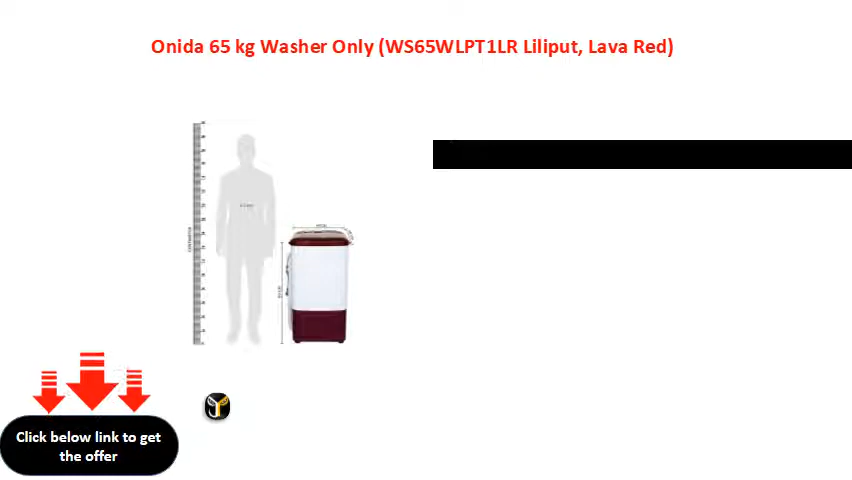 Onida 65 kg Washer Only (WS65WLPT1LR Liliput, Lava Red)
Click below link to get
the offer